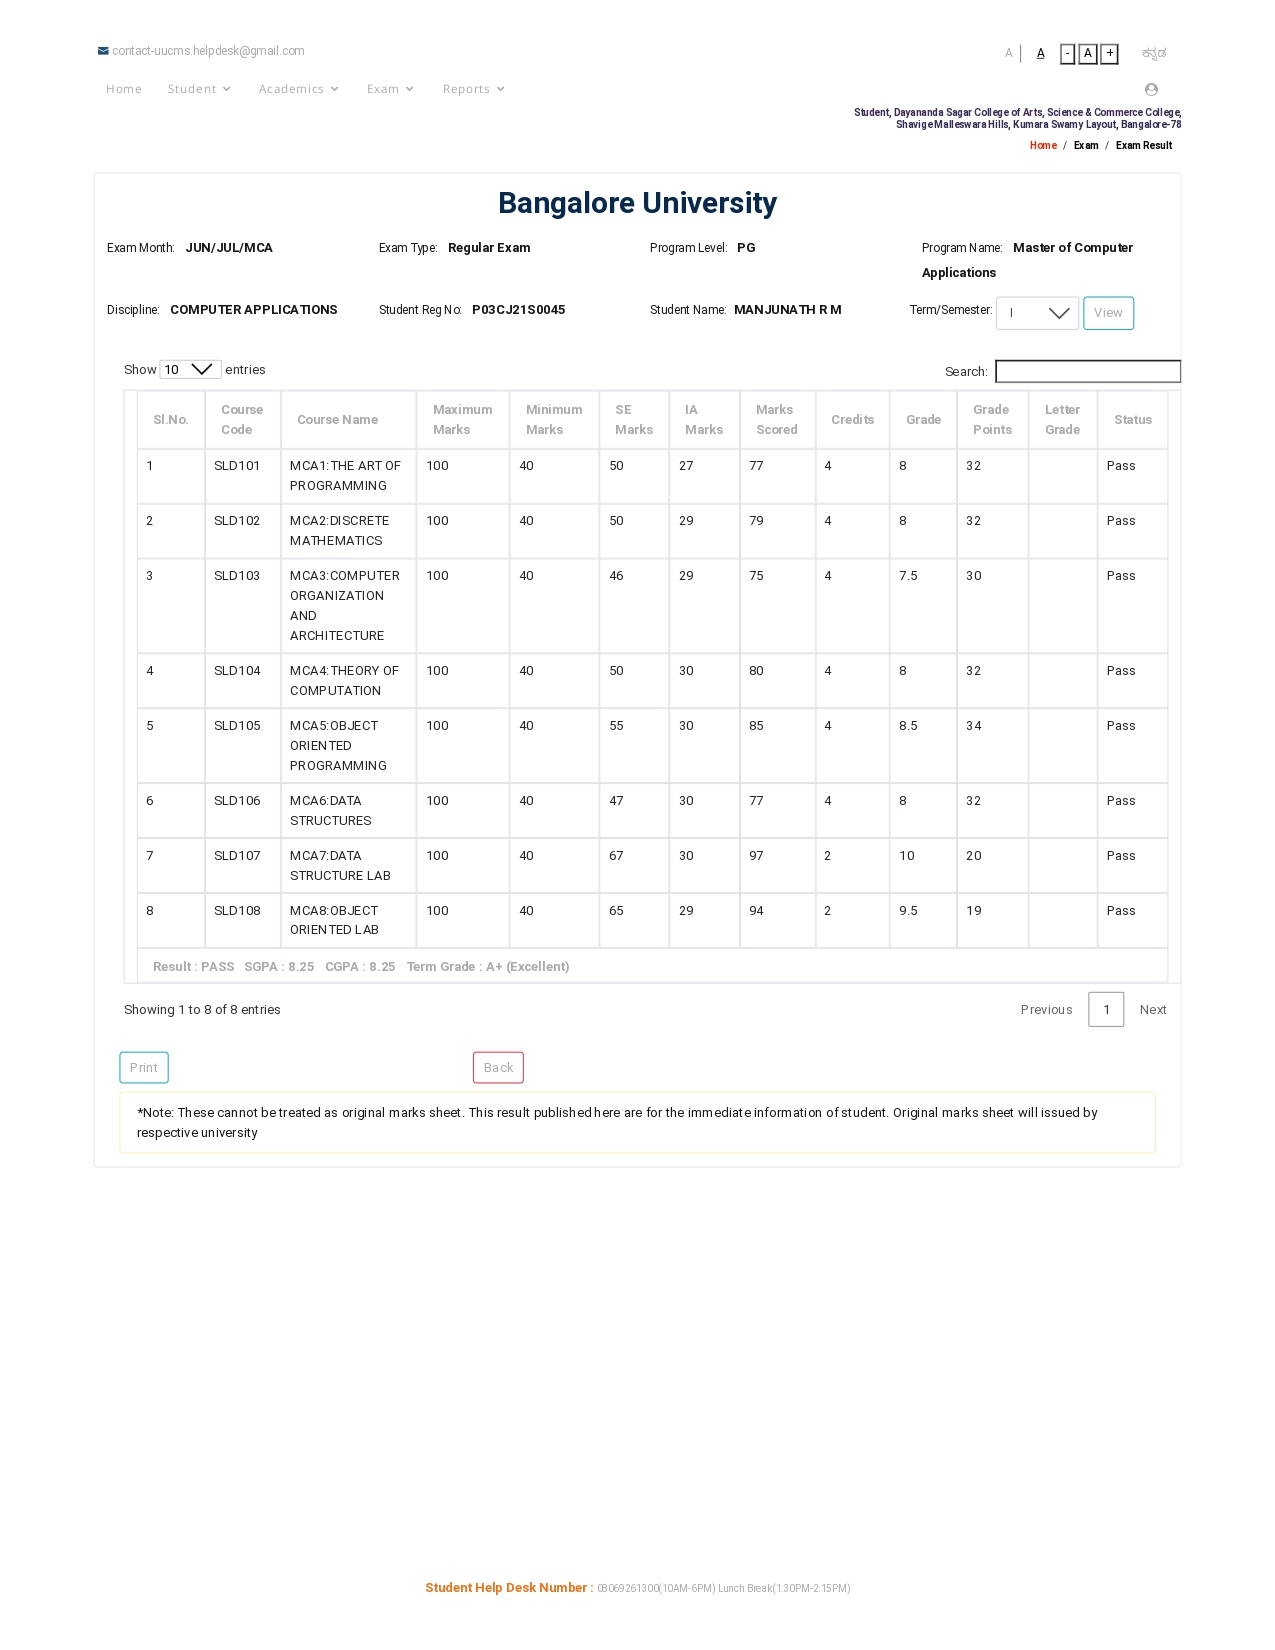 contact-uucms.helpdesk@gmail.com
A A - A + ಕನ್ನಡ
Home Student Academics Exam Reports
Student, Dayananda Sagar College of Arts, Science & Commerce College,
Shavige Malleswara Hills, Kumara Swamy Layout, Bangalore-78
Home / Exam / Exam Result
Bangalore University
Exam Month: JUN/JUL/MCA Exam Type: Regular Exam Program Level: PG Program Name: Master of Computer
Applications
Discipline: COMPUTER APPLICATIONS Student Reg No: P03CJ21S0045 Student Name: MANJUNATH R M Term/Semester: I View
Show 10 entries Search:
Sl.No. Course Code Course Name Maximum Marks Minimum Marks SE Marks IA Marks Marks Scored Credits Grade Grade Points Letter Grade Status
1 SLD101 MCA1:THE ART OF 100 40 50 27 77 4 8 32 Pass
PROGRAMMING
2 SLD102 MCA2:DISCRETE 100 40 50 29 79 4 8 32 Pass
MATHEMATICS
3 SLD103 MCA3:COMPUTER 100 40 46 29 75 4 7.5 30 Pass
ORGANIZATION
AND
ARCHITECTURE
4 SLD104 MCA4:THEORY OF 100 40 50 30 80 4 8 32 Pass
COMPUTATION
5 SLD105 MCA5:OBJECT 100 40 55 30 85 4 8.5 34 Pass
ORIENTED
PROGRAMMING
6 SLD106 MCA6:DATA 100 40 47 30 77 4 8 32 Pass
STRUCTURES
7 SLD107 MCA7:DATA 100 40 67 30 97 2 10 20 Pass
STRUCTURE LAB
8 SLD108 MCA8:OBJECT 100 40 65 29 94 2 9.5 19 Pass
ORIENTED LAB
Result : PASS SGPA : 8.25 CGPA : 8.25 Term Grade : A+ (Excellent)
Showing 1 to 8 of 8 entries Previous 1 Next
Print Back
*Note: These cannot be treated as original marks sheet. This result published here are for the immediate information of student. Original marks sheet will issued by
respective university
Student Help Desk Number : 08069261300(10AM-6PM) Lunch Break(1:30PM-2:15PM)